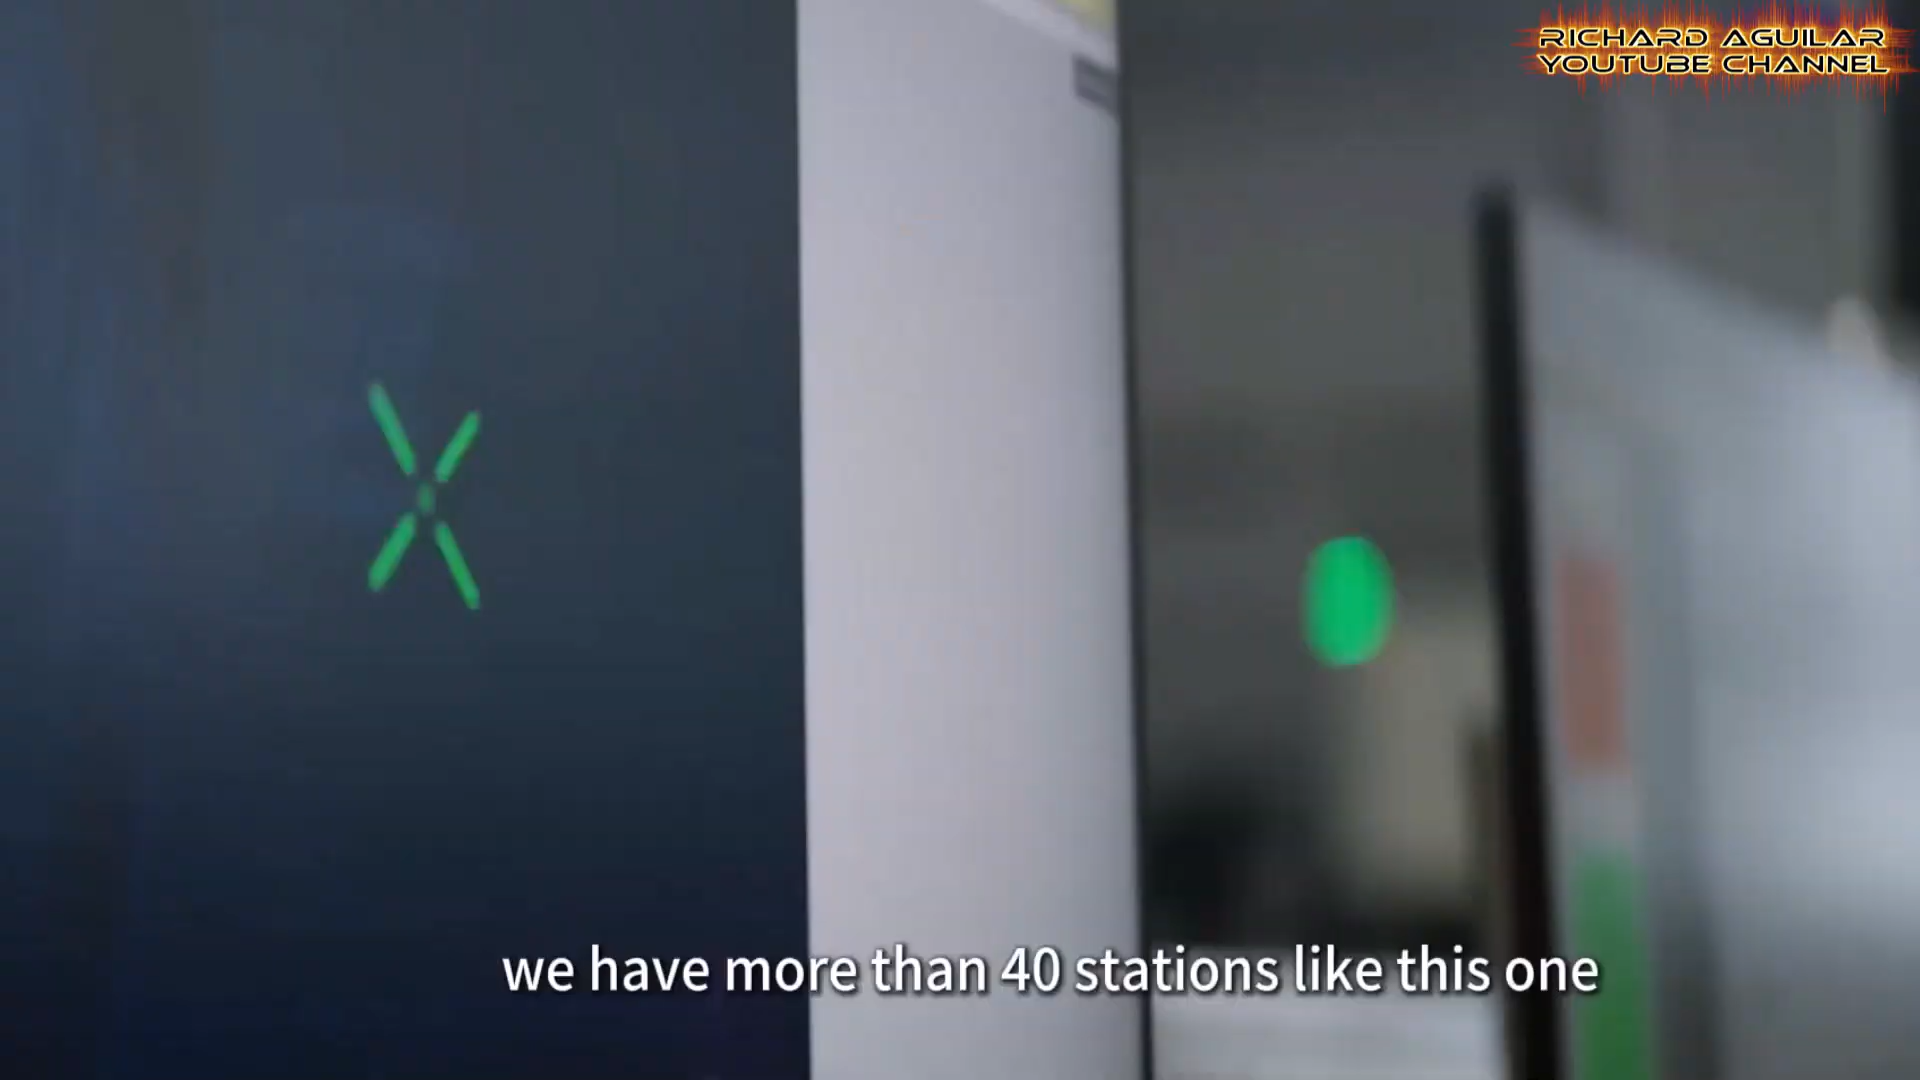 RICHARD AGUILAR
YOUTUBE CHANNEL
we have more than 40 stations like this one